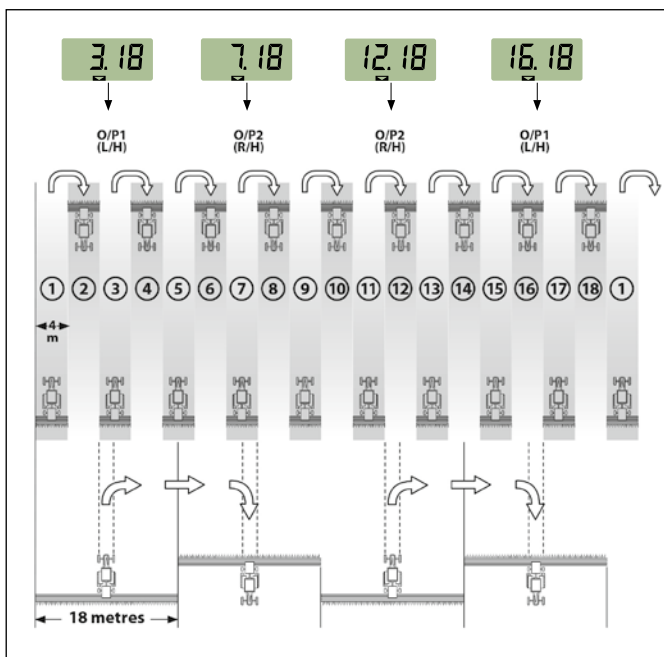 3.18 7.18 12.18 16.18
O/P1 O/P2 O/P2 O/P1
(L/H) (R/H) (R/H) (L/H)
1 2 3 4 5 6 7 8 9 10 11 12 13 14 15 16 17 18 1
4
m
18 metres